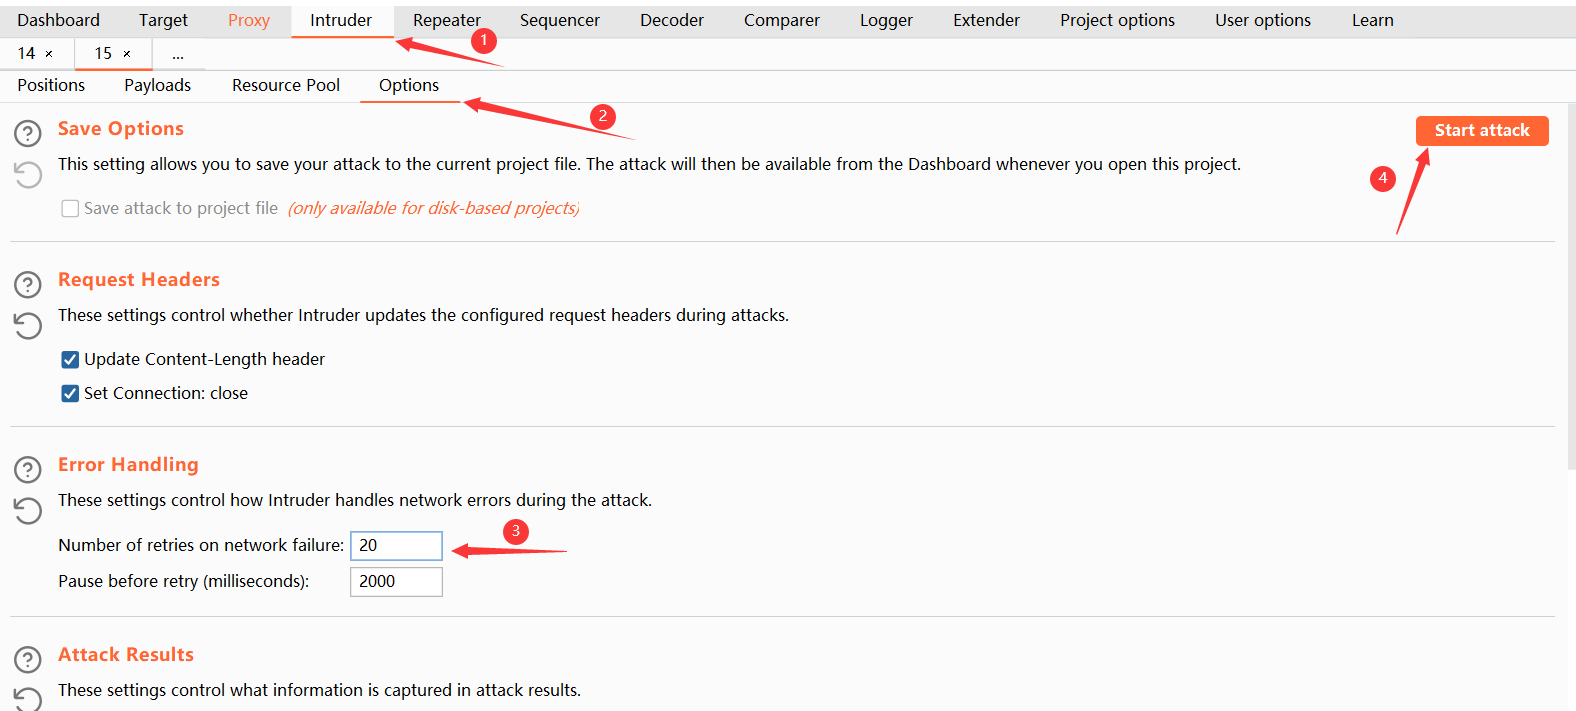 Dashboard Target Proxy Intruder Repeater Sequencer Decoder Comparer Logger Extender Project options User options Learn
1
14 × 15 × ...
Positions Payloads Resource Pool Options
2
Save Options
Start attack
This setting allows you to save your attack to the current project file. The attack will then be available from the Dashboard whenever you open this project.
4
Save attack to project file (only available for disk-based projects)
Request Headers
These settings control whether Intruder updates the configured request headers during attacks.
Update Content-Length header
Set Connection: close
Error Handling
These settings control how Intruder handles network errors during the attack.
3
Number of retries on network failure: 20
Pause before retry (milliseconds): 2000
Attack Results
These settings control what information is captured in attack results.